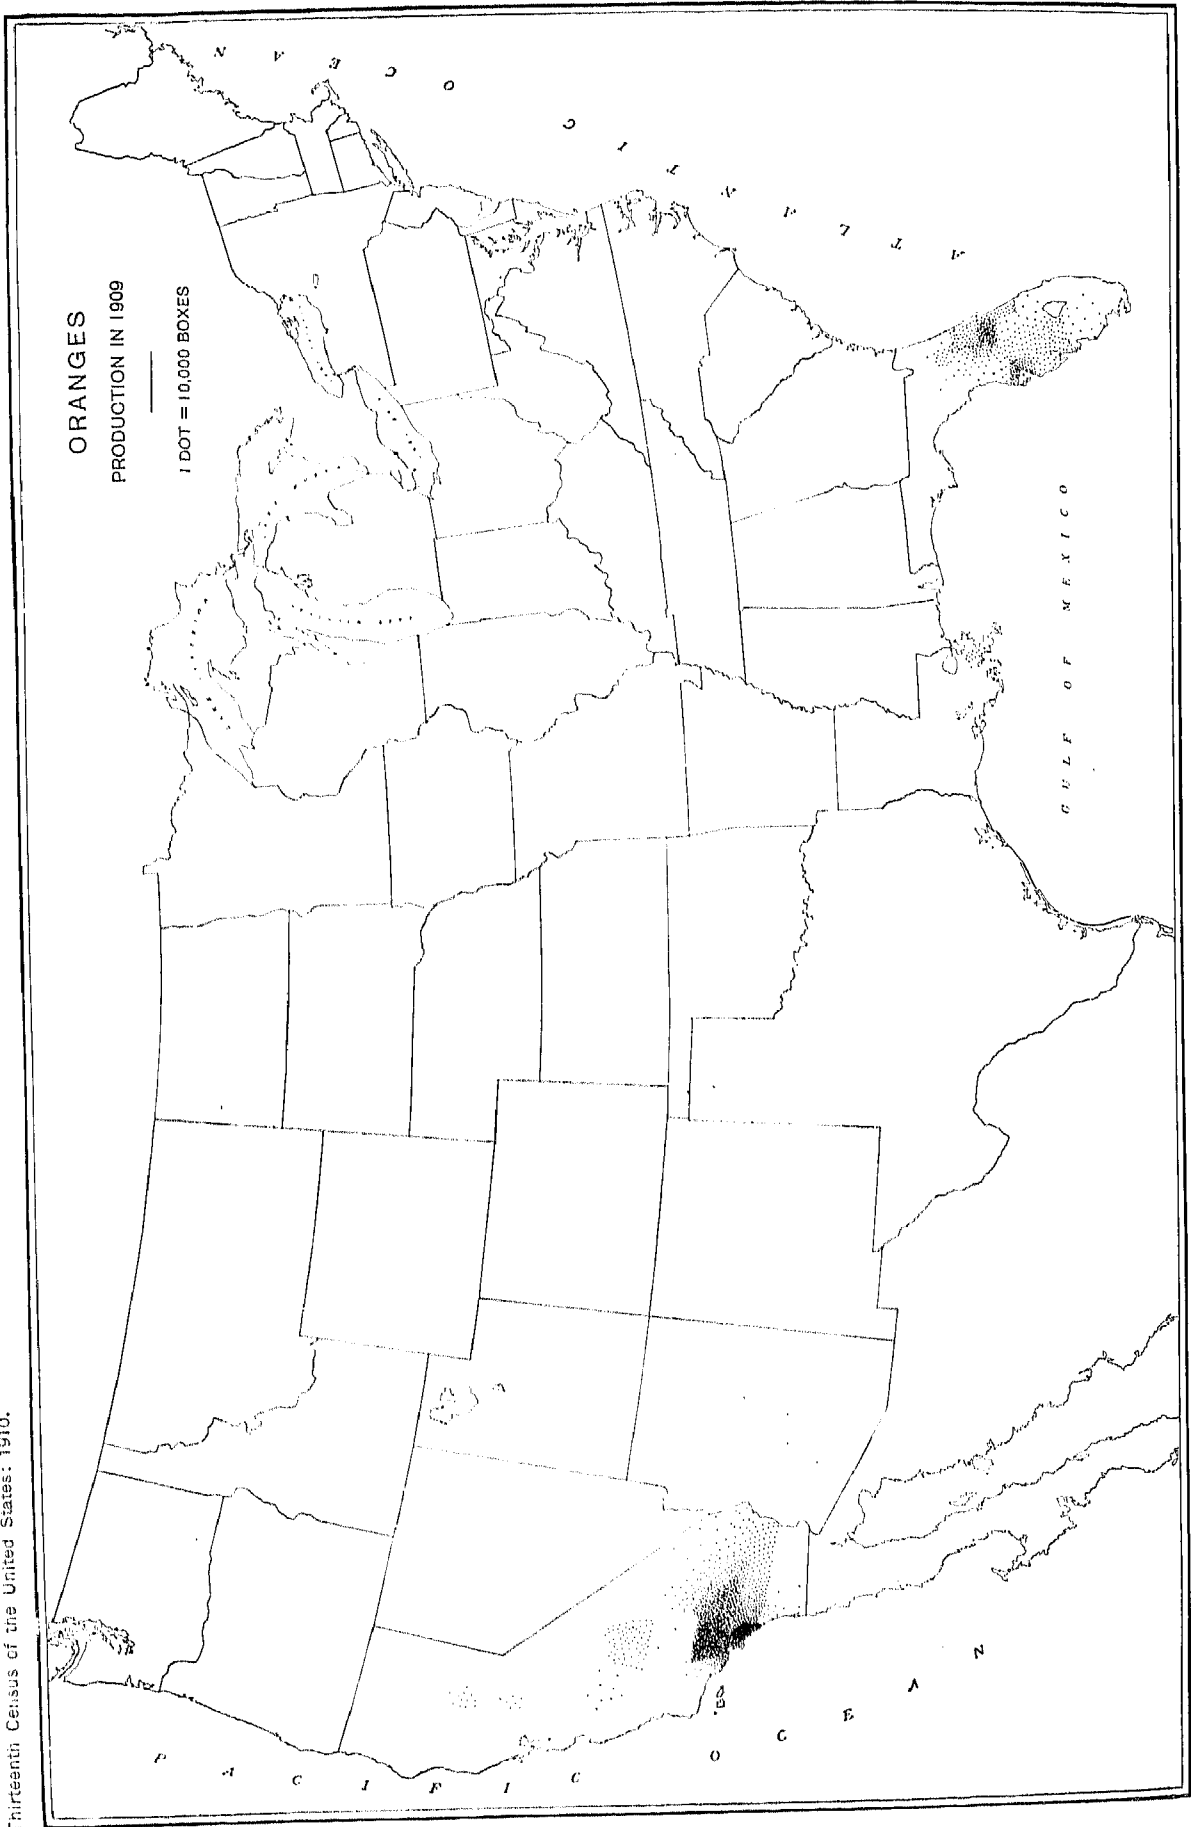 Thirteenth Census of the United States: 1910.
ORANGES
PRODUCTION IN 1909
1 DOT = 10,000 BOXES
PACIFIC OCEAN
ATLANTIC OCEAN
GULF OF MEXICO